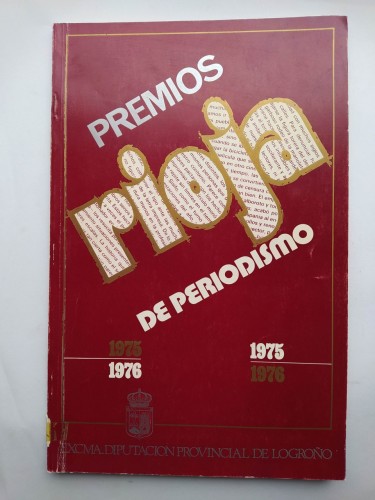 PREMIOS
rioja
DE PERIODISMO
1975 1975
1976 1976
EXCMA. DIPUTACION PROVINCIAL DE LOGROÑO